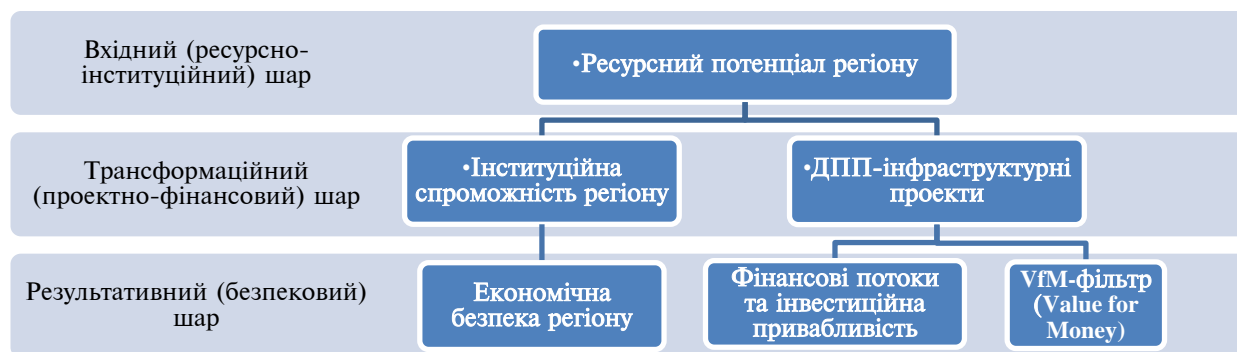 Вхідний (ресурсно-
інституційний) шар
•Ресурсний потенціал регіону
Трансформаційний
(проектно-фінансовий) шар
•Інституційна
спроможність регіону
•ДПП-інфраструктурні
проекти
Результативний (безпековий)
шар
Економічна
безпека регіону
Фінансові потоки
та інвестиційна
привабливість
VfM-фільтр
(Value for
Money)